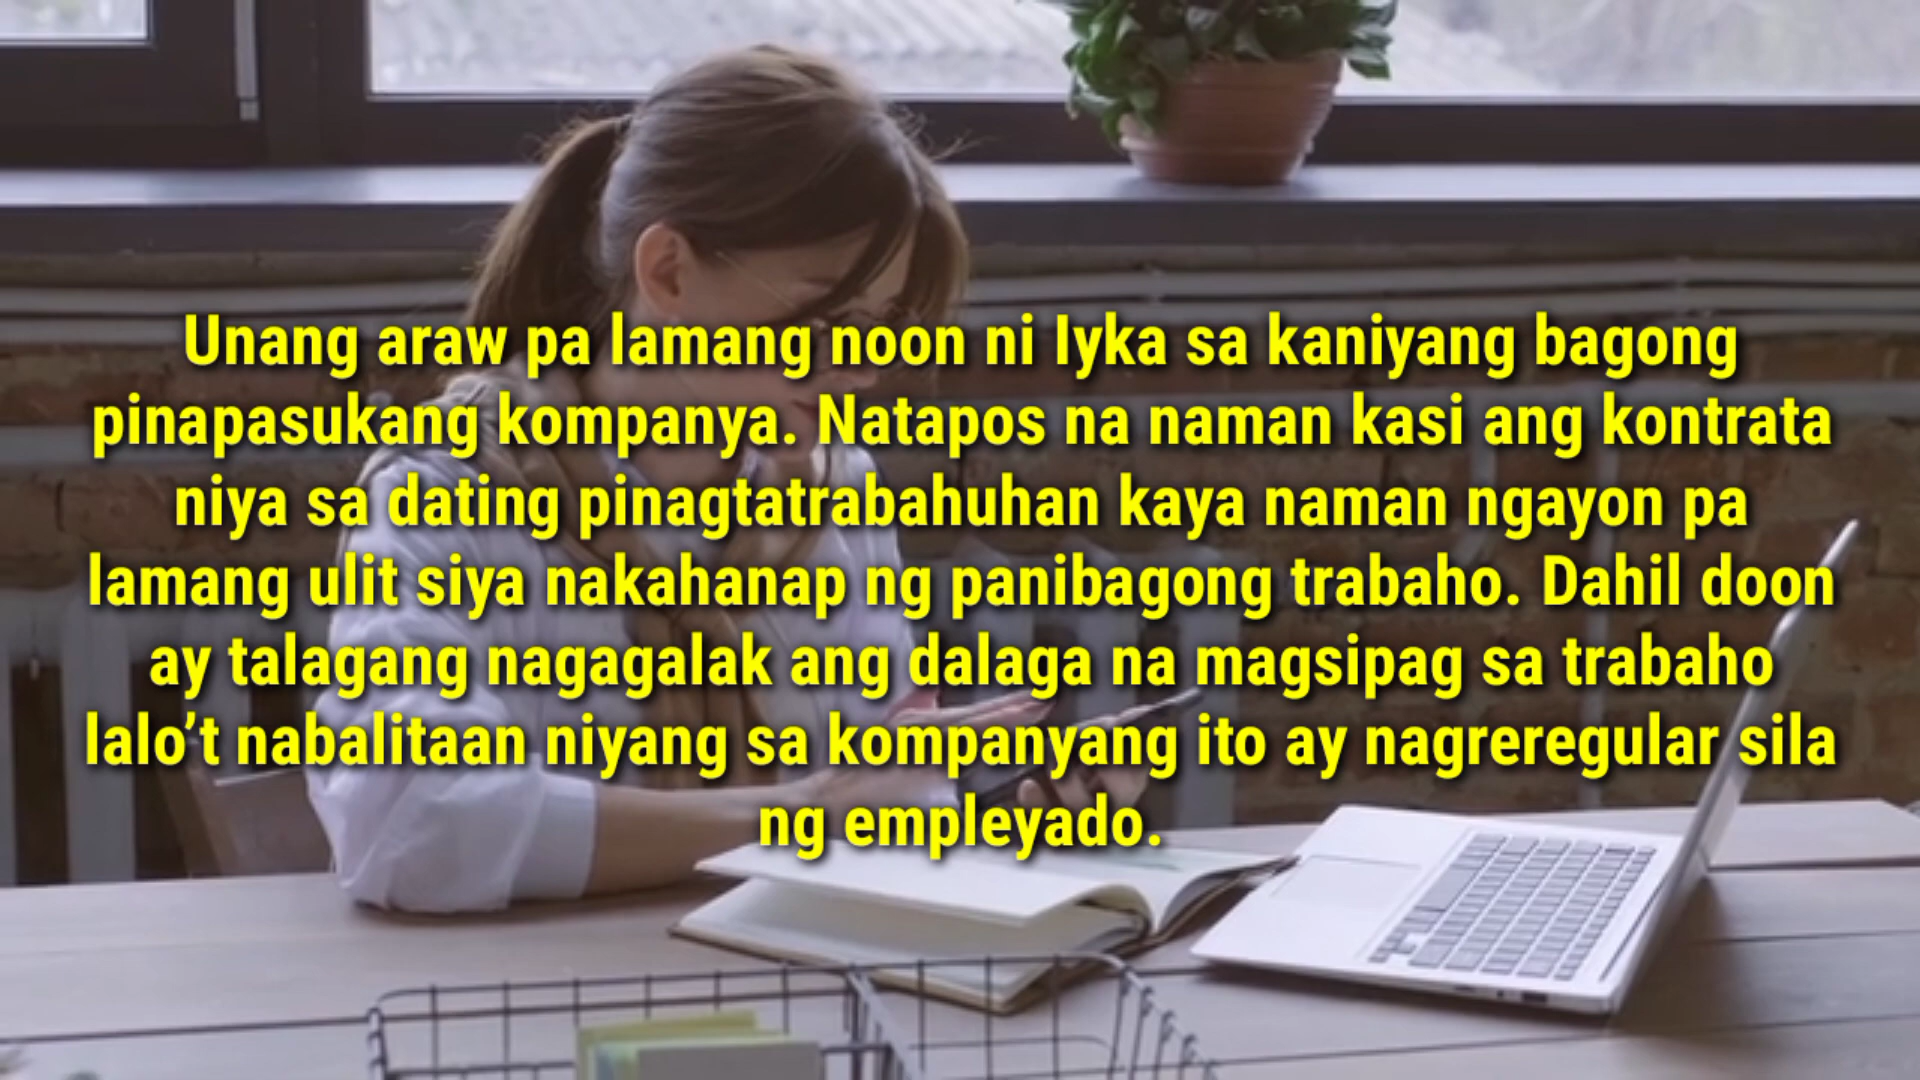 Unang araw pa lamang noon ni Iyka sa kaniyang bagong
pinapasukang kompanya. Natapos na naman kasi ang kontrata
niya sa dating pinagtatrabahuhan kaya naman ngayon pa
lamang ulit siya nakahanap ng panibagong trabaho. Dahil doon
ay talagang nagagalak ang dalaga na magsipag sa trabaho
lalo’t nabalitaan niyang sa kompanyang ito ay nagreregular sila
ng empleyado.